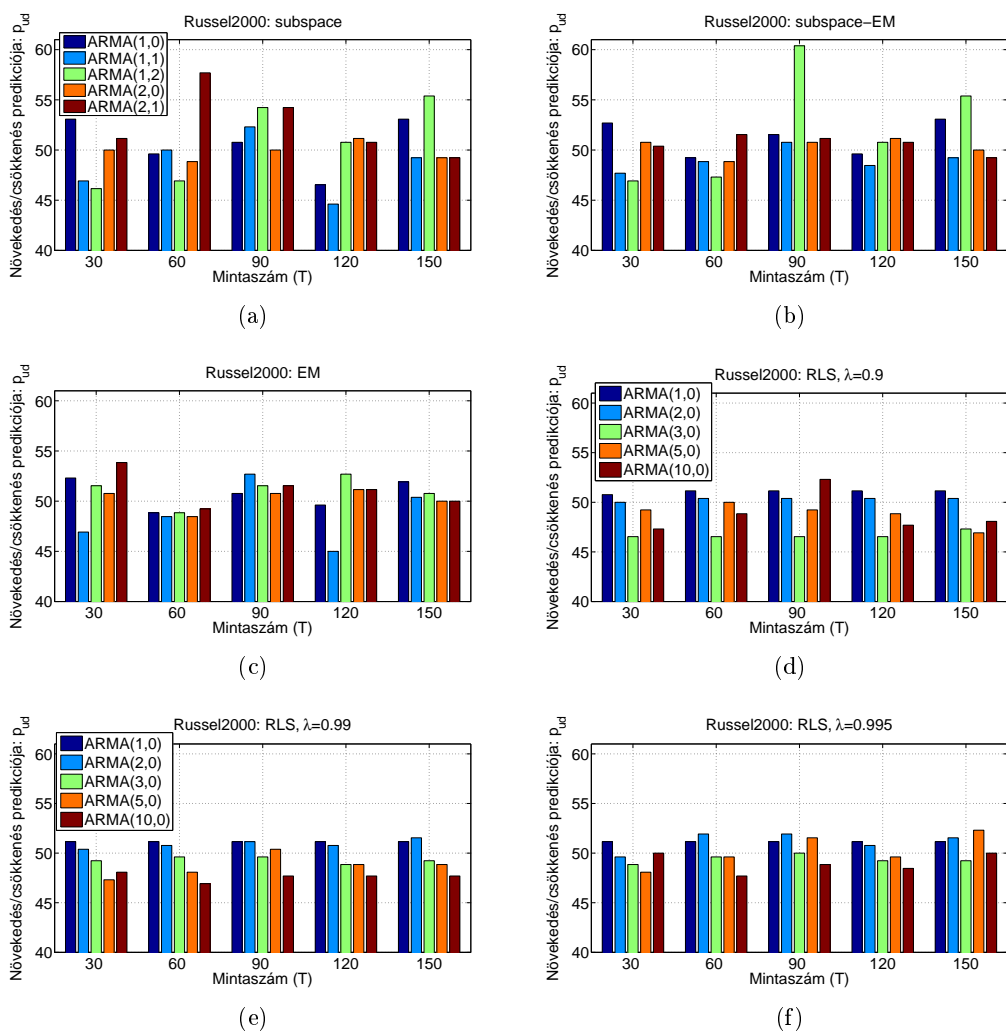 Russel2000: subspace
Növekedés/csökkenés predikciója: p_ud
60
55
50
45
40
ARMA(1,0)
ARMA(1,1)
ARMA(1,2)
ARMA(2,0)
ARMA(2,1)
30 60 90 120 150
Mintaszám (T)
(a)
Russel2000: subspace−EM
Növekedés/csökkenés predikciója: p_ud
60
55
50
45
40
30 60 90 120 150
Mintaszám (T)
(b)
Russel2000: EM
Növekedés/csökkenés predikciója: p_ud
60
55
50
45
40
30 60 90 120 150
Mintaszám (T)
(c)
Russel2000: RLS, λ=0.9
Növekedés/csökkenés predikciója: p_ud
60
55
50
45
40
ARMA(1,0)
ARMA(2,0)
ARMA(3,0)
ARMA(5,0)
ARMA(10,0)
30 60 90 120 150
Mintaszám (T)
(d)
Russel2000: RLS, λ=0.99
Növekedés/csökkenés predikciója: p_ud
60
55
50
45
40
ARMA(1,0)
ARMA(2,0)
ARMA(3,0)
ARMA(5,0)
ARMA(10,0)
30 60 90 120 150
Mintaszám (T)
(e)
Russel2000: RLS, λ=0.995
Növekedés/csökkenés predikciója: p_ud
60
55
50
45
40
30 60 90 120 150
Mintaszám (T)
(f)